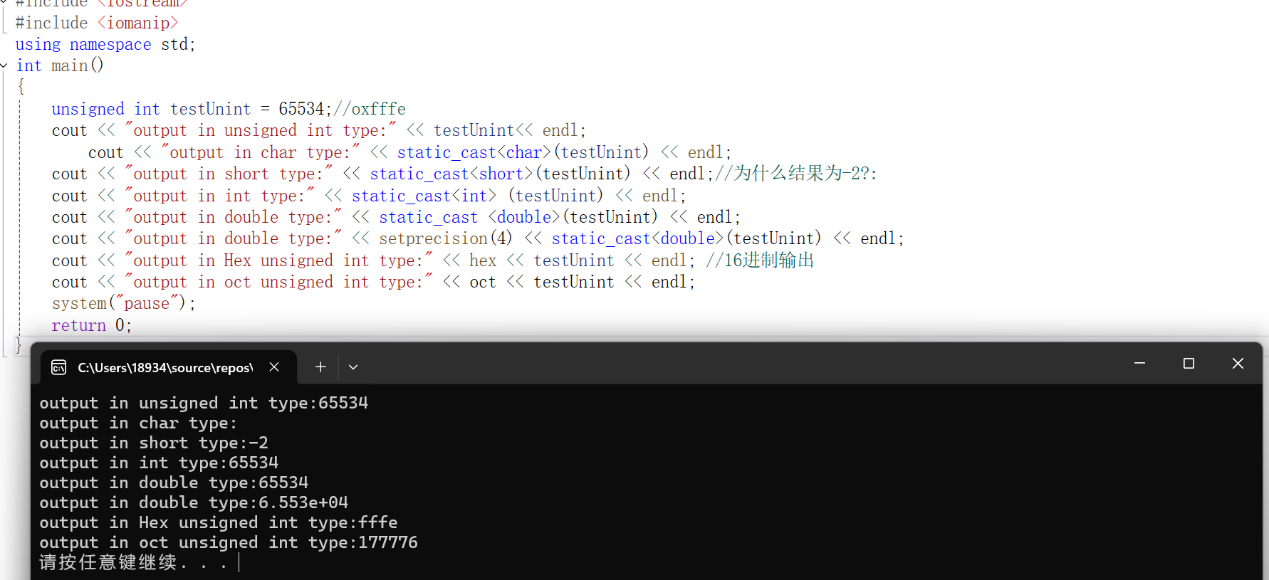 #include <iostream>
#include <iomanip>
using namespace std;
int main()
{
    unsigned int testUnint = 65534;//oxfffe
    cout << "output in unsigned int type:" << testUnint<< endl;
        cout << "output in char type:" << static_cast<char>(testUnint) << endl;
    cout << "output in short type:" << static_cast<short>(testUnint) << endl;//为什么结果为-2?:
    cout << "output in int type:" << static_cast<int> (testUnint) << endl;
    cout << "output in double type:" << static_cast <double>(testUnint) << endl;
    cout << "output in double type:" << setprecision(4) << static_cast<double>(testUnint) << endl;
    cout << "output in Hex unsigned int type:" << hex << testUnint << endl; //16进制输出
    cout << "output in oct unsigned int type:" << oct << testUnint << endl;
    system("pause");
    return 0;
}
C:\Users\18934\source\repos\
output in unsigned int type:65534
output in char type:
output in short type:-2
output in int type:65534
output in double type:65534
output in double type:6.553e+04
output in Hex unsigned int type:fffe
output in oct unsigned int type:177776
请按任意键继续. . .